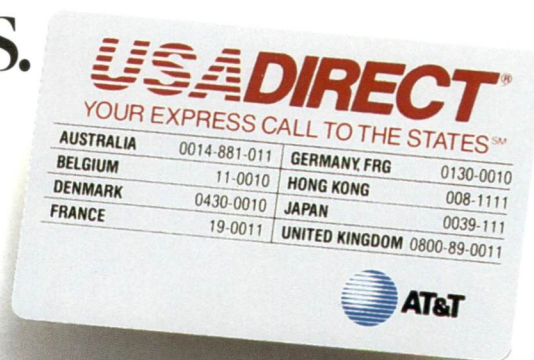 S.
USADIRECT®
YOUR EXPRESS CALL TO THE STATES℠
AUSTRALIA 0014-881-011 GERMANY, FRG 0130-0010
BELGIUM 11-0010 HONG KONG 008-1111
DENMARK 0430-0010 JAPAN 0039-111
FRANCE 19-0011 UNITED KINGDOM 0800-89-0011
AT&T